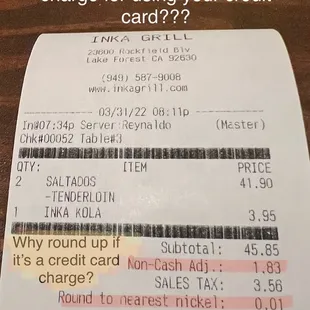 charge for using your credit
card???
INKA GRILL
23600 Rockfield Blv
Lake Forest CA 92630
(949) 587-9008
www.inkagrill.com
03/31/22 08:11p
In#07:34p Server:Reynaldo (Master)
Chk#00052 Table#3
QTY: ITEM PRICE
2 SALTADOS 41.90
-TENDERLOIN
1 INKA KOLA 3.95
Why round up if
it's a credit card
charge?
Subtotal: 45.85
Non-Cash Adj.: 1.83
SALES TAX: 3.56
Round to nearest nickel: 0.01